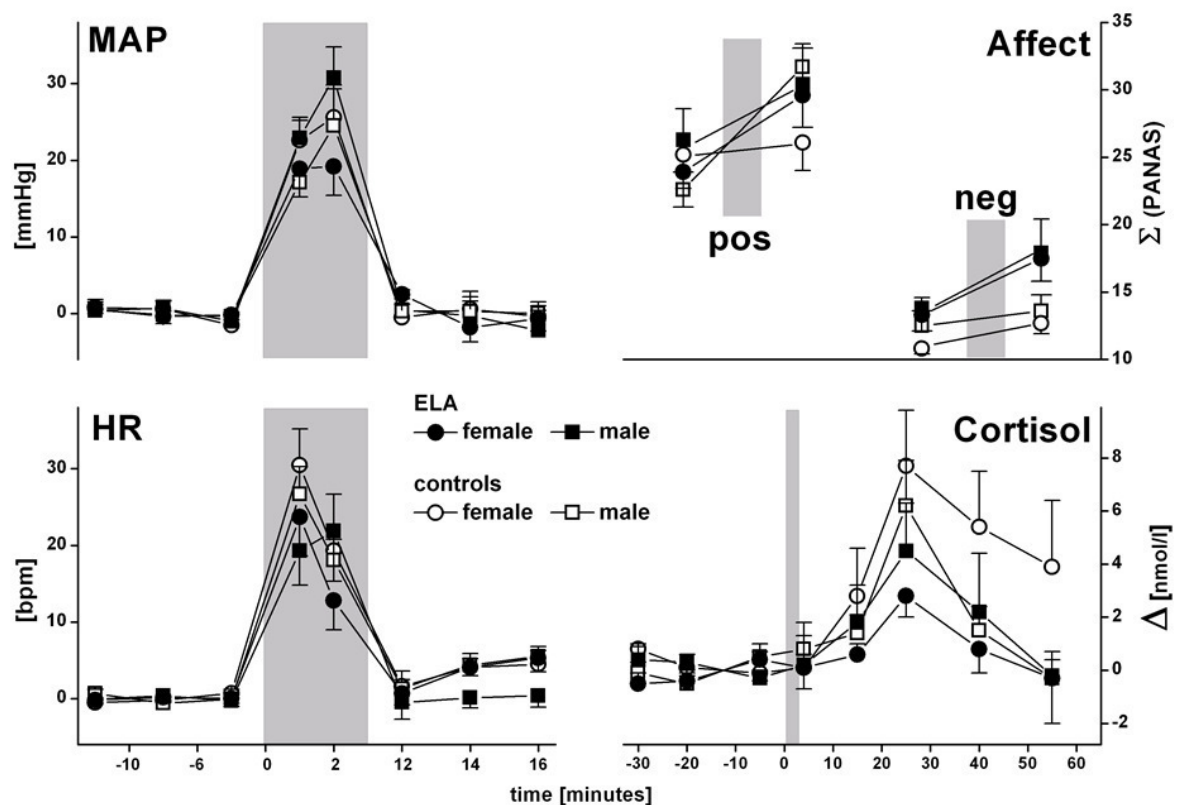 MAP
30
20
10
0
[mmHg]
Affect
35
30
25
20
15
10
Σ (PANAS)
pos
neg
HR
30
20
10
0
[bpm]
ELA
female male
controls
female male
Cortisol
8
6
4
2
0
-2
Δ [nmol/l]
-10 -6 0 2 12 14 16
-30 -20 -10 0 10 20 30 40 50 60
time [minutes]